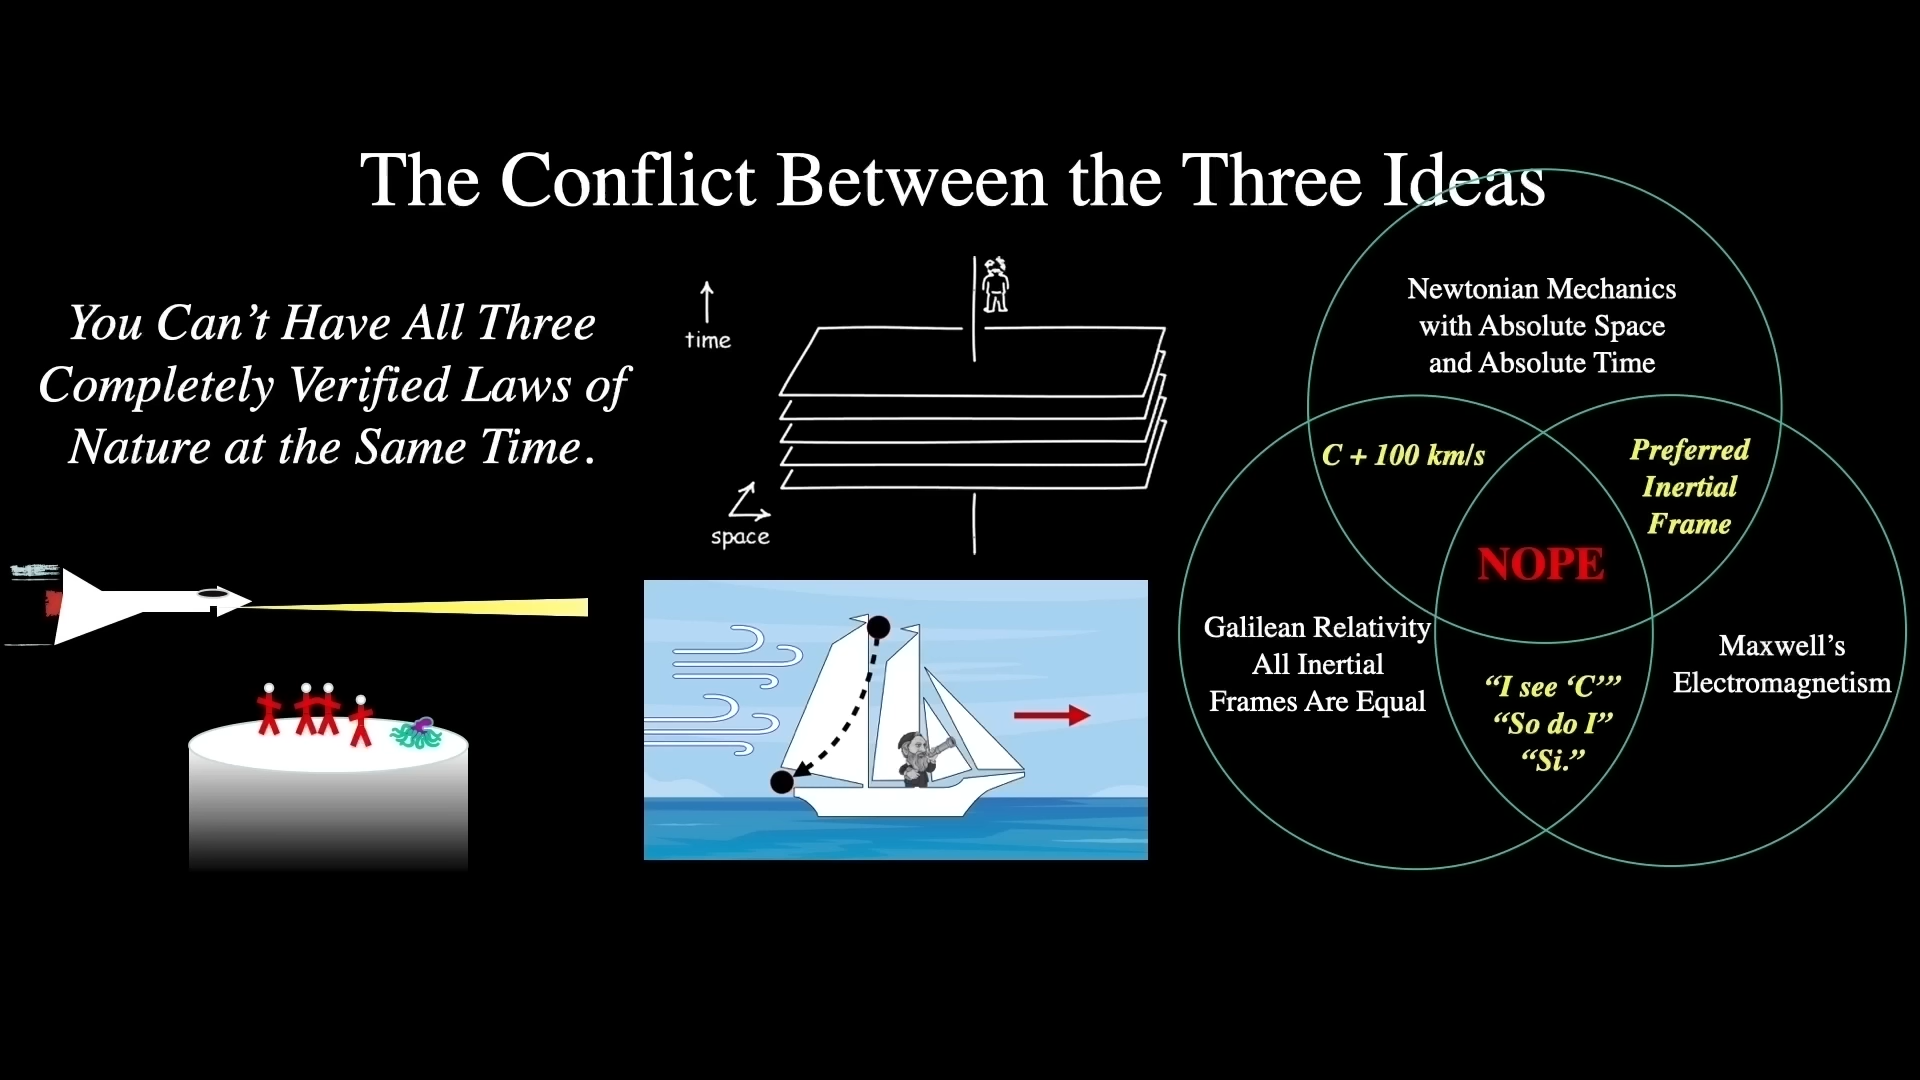 The Conflict Between the Three Ideas
You Can’t Have All Three
Completely Verified Laws of
Nature at the Same Time.
time
space
Newtonian Mechanics
with Absolute Space
and Absolute Time
C + 100 km/s
Preferred
Inertial
Frame
NOPE
Galilean Relativity
All Inertial
Frames Are Equal
Maxwell’s
Electromagnetism
“I see ‘C’”
“So do I”
“Si.”